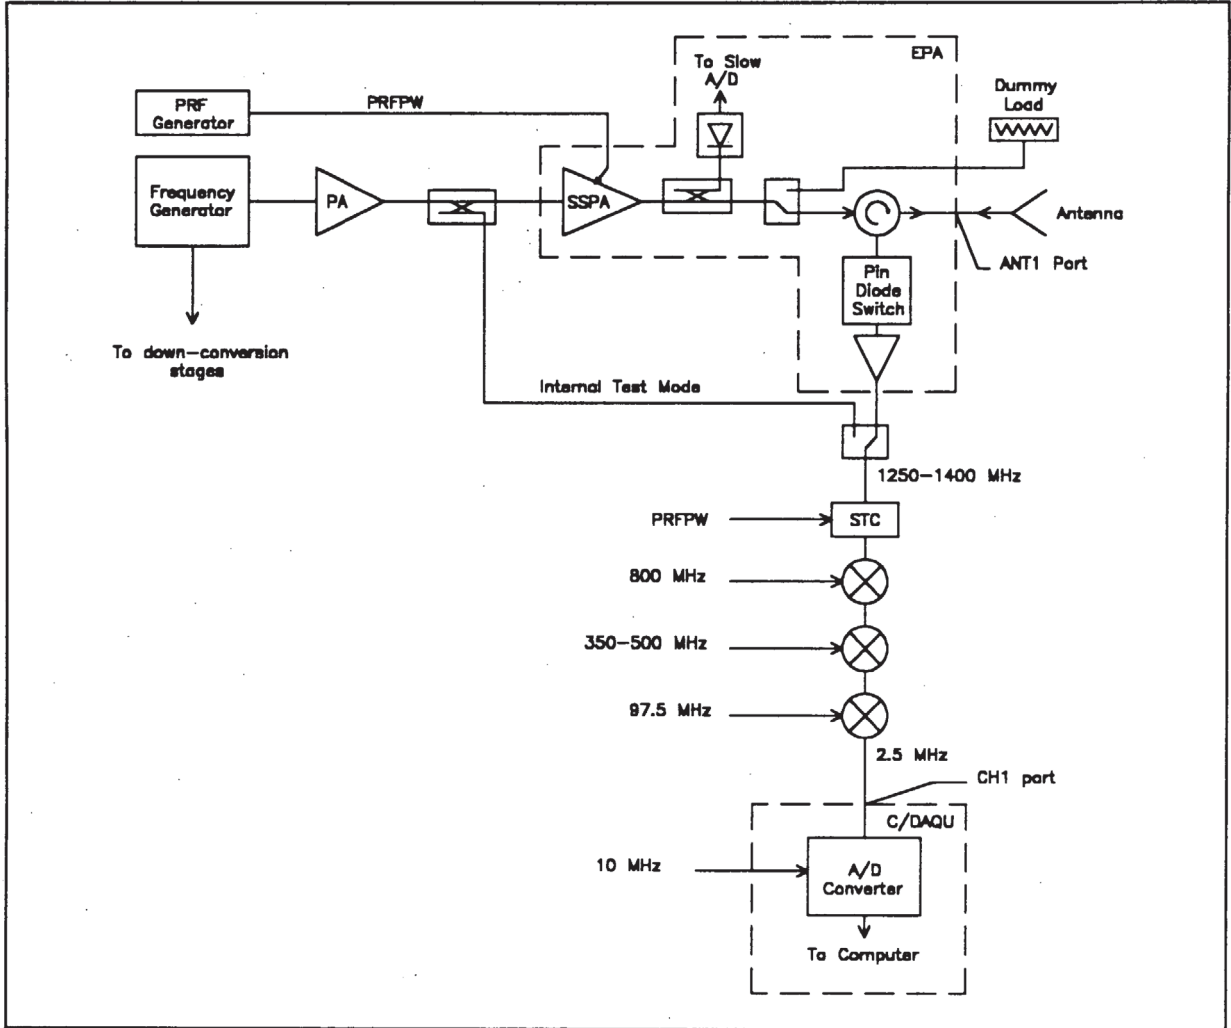 EPA
To Slow
A/D
Dummy
Load
PRF
Generator
PRFPW
Frequency
Generator
PA
SSPA
Antenna
ANT1 Port
Pin
Diode
Switch
To down-conversion
stages
Internal Test Mode
1250-1400 MHz
PRFPW
STC
800 MHz
350-500 MHz
97.5 MHz
2.5 MHz
CH1 port
C/DAQU
10 MHz
A/D
Converter
To Computer